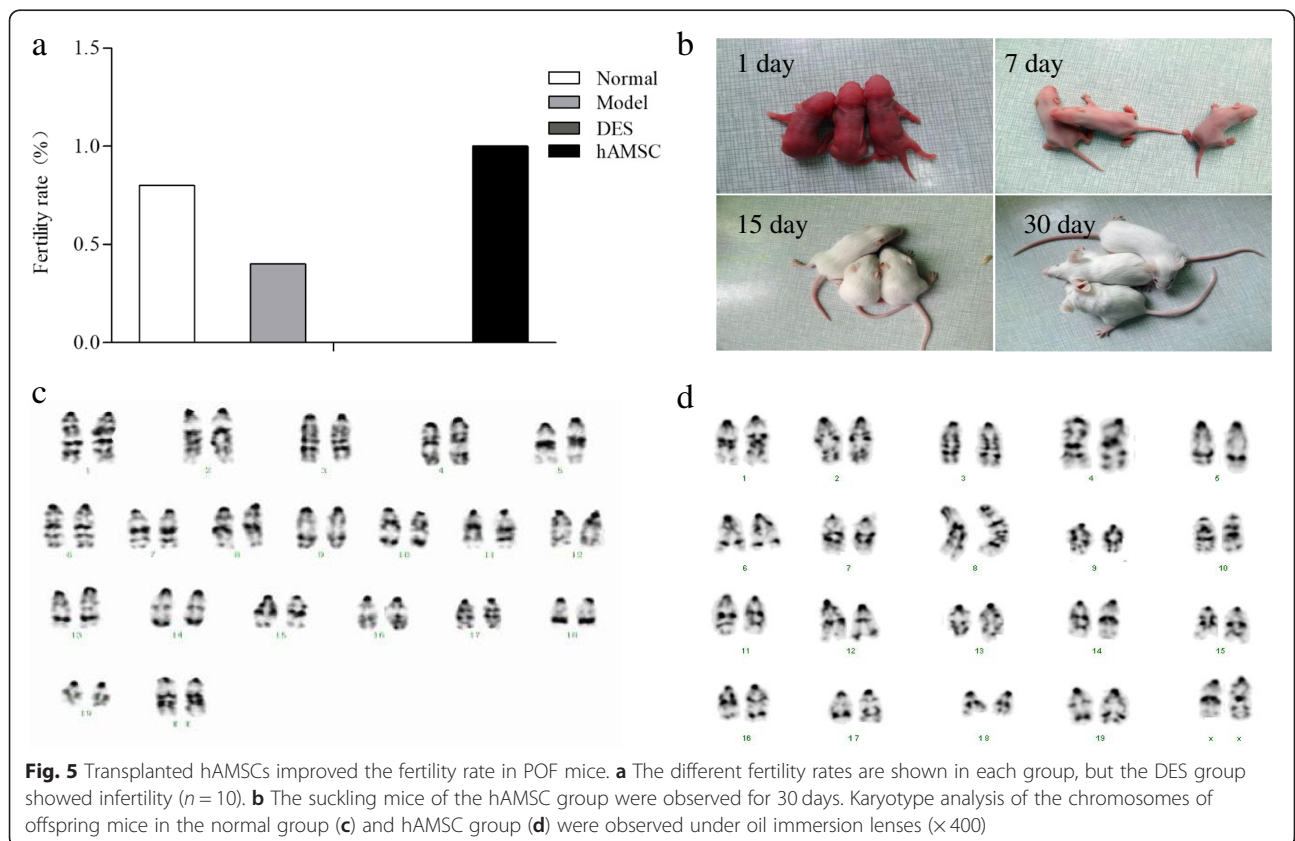 a
1.5
1.0
0.5
0.0
Fertility rate (%)
Normal
Model
DES
hAMSC
b
1 day
7 day
15 day
30 day
c
1 2 3 4 5
6 7 8 9 10 11 12
13 14 15 16 17 18
19
d
1 2 3 4 5
6 7 8 9 10
11 12 13 14 15
16 17 18 19 x x
Fig. 5 Transplanted hAMSCs improved the fertility rate in POF mice. a The different fertility rates are shown in each group, but the DES group
showed infertility (n = 10). b The suckling mice of the hAMSC group were observed for 30 days. Karyotype analysis of the chromosomes of
offspring mice in the normal group (c) and hAMSC group (d) were observed under oil immersion lenses (× 400)